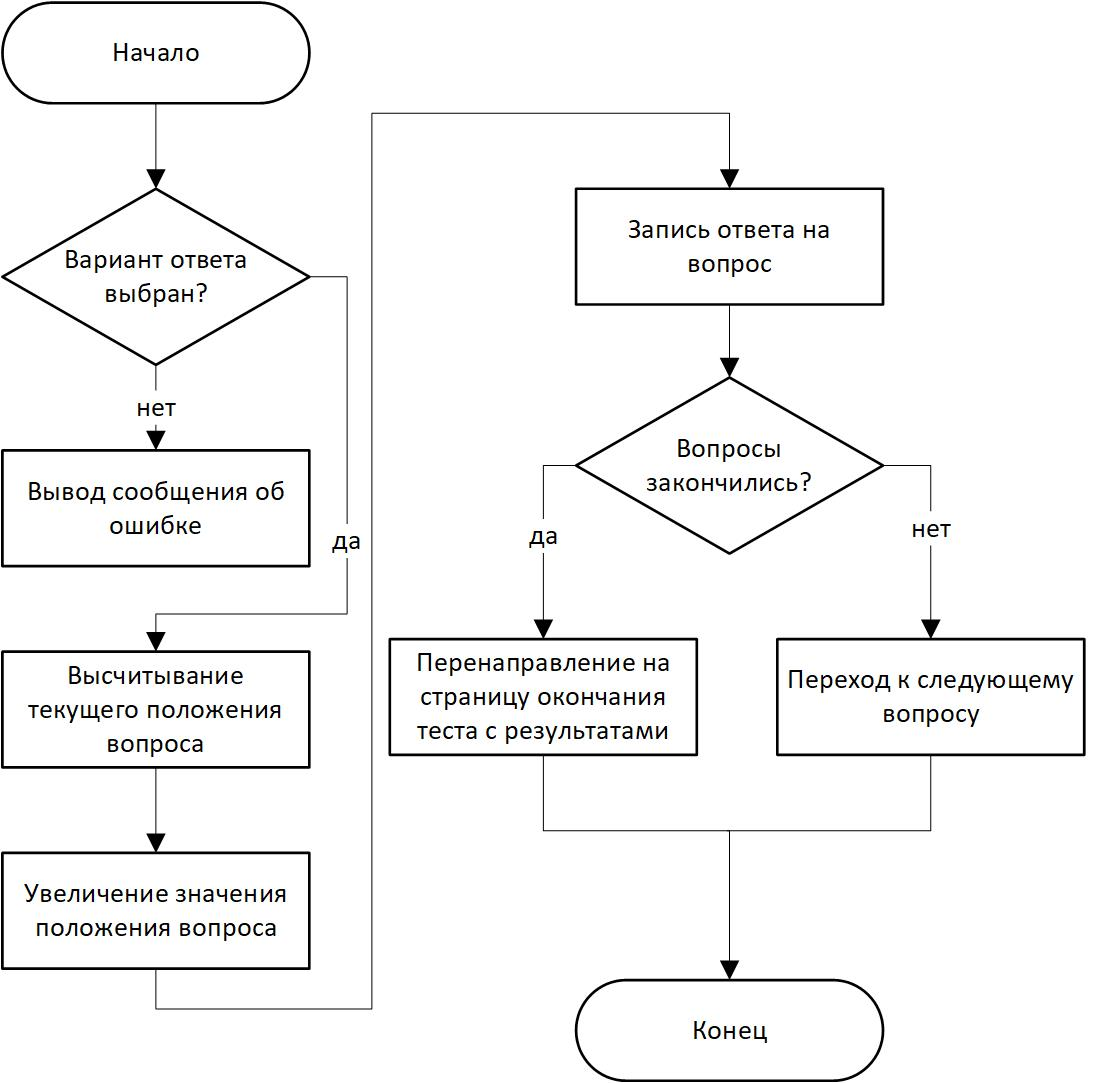 Начало
Вариант ответа
выбран?
нет
Вывод сообщения об
ошибке
да
Высчитывание
текущего положения
вопроса
Увеличение значения
положения вопроса
Запись ответа на
вопрос
Вопросы
закончились?
да
нет
Перенаправление на
страницу окончания
теста с результатами
Переход к следующему
вопросу
Конец